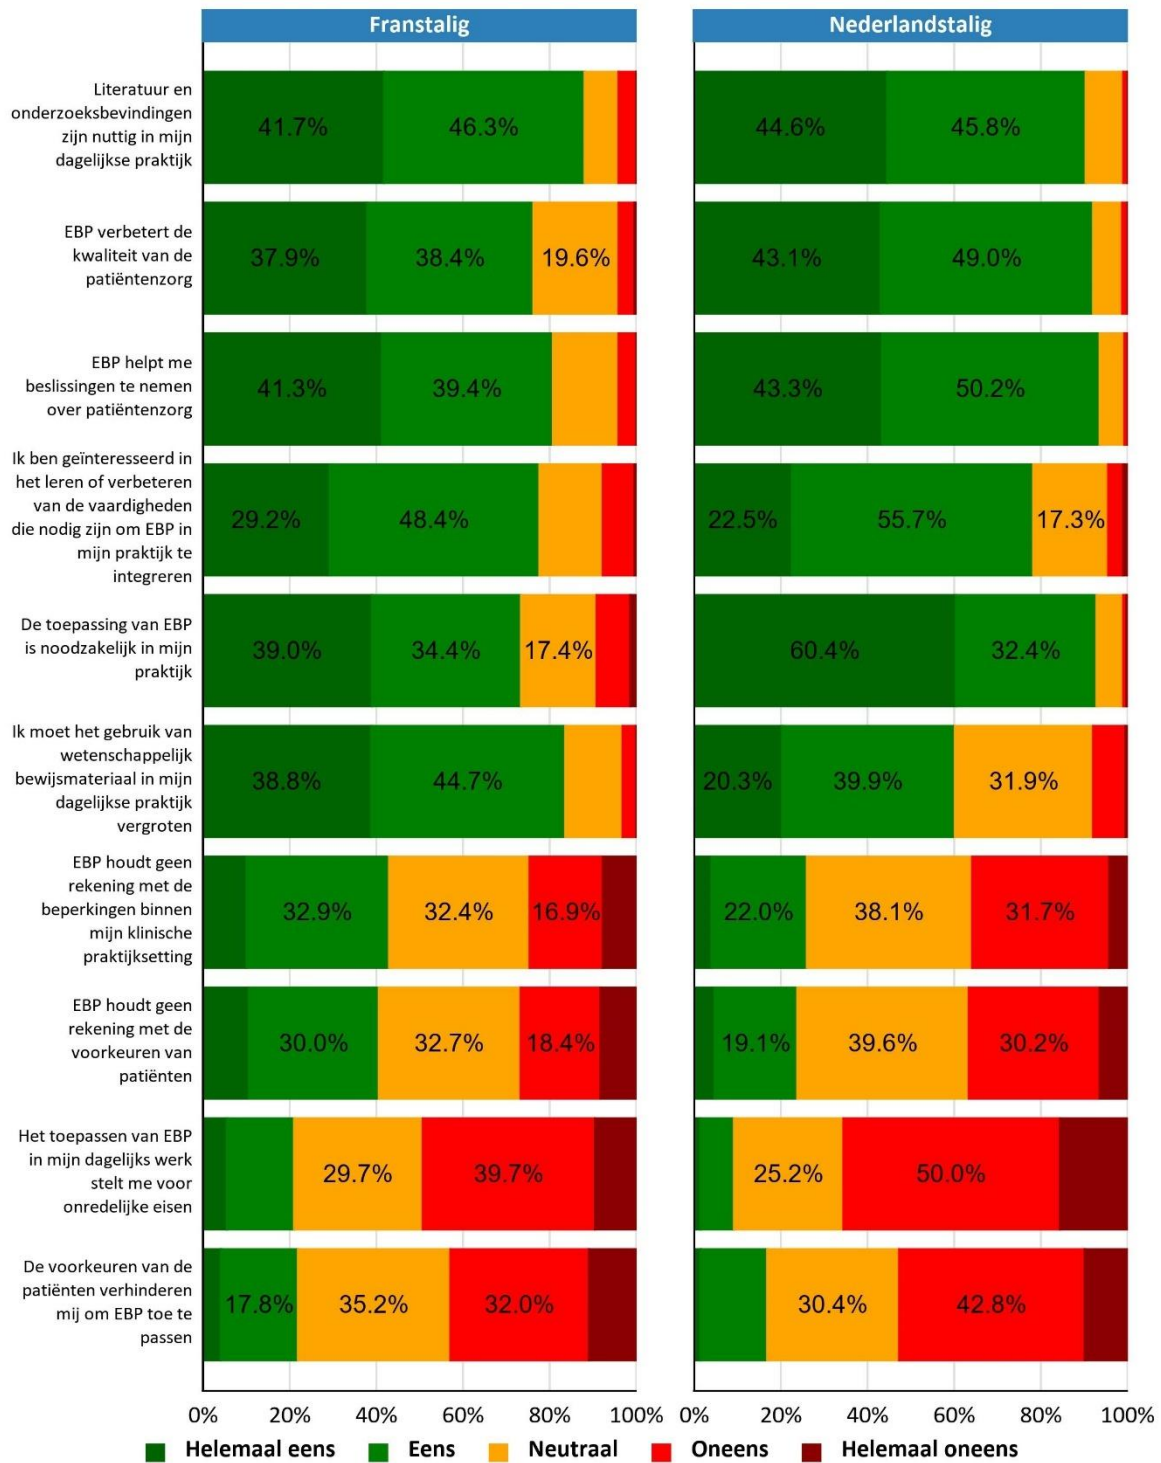 Franstalig
Nederlandstalig
Literatuur en
onderzoeksbevindingen
zijn nuttig in mijn
dagelijkse praktijk
41.7%
46.3%
44.6%
45.8%
EBP verbetert de
kwaliteit van de
patiëntenzorg
37.9%
38.4%
19.6%
43.1%
49.0%
EBP helpt me
beslissingen te nemen
over patiëntenzorg
41.3%
39.4%
43.3%
50.2%
Ik ben geïnteresseerd in
het leren of verbeteren
van de vaardigheden
die nodig zijn om EBP in
mijn praktijk te
integreren
29.2%
48.4%
22.5%
55.7%
17.3%
De toepassing van EBP
is noodzakelijk in mijn
praktijk
39.0%
34.4%
17.4%
60.4%
32.4%
Ik moet het gebruik van
wetenschappelijk
bewijsmateriaal in mijn
dagelijkse praktijk
vergroten
38.8%
44.7%
20.3%
39.9%
31.9%
EBP houdt geen
rekening met de
beperkingen binnen
mijn klinische
praktijksetting
32.9%
32.4%
16.9%
22.0%
38.1%
31.7%
EBP houdt geen
rekening met de
voorkeuren van
patiënten
30.0%
32.7%
18.4%
19.1%
39.6%
30.2%
Het toepassen van EBP
in mijn dagelijks werk
stelt me voor
onredelijke eisen
29.7%
39.7%
25.2%
50.0%
De voorkeuren van de
patiënten verhinderen
mij om EBP toe te
passen
17.8%
35.2%
32.0%
30.4%
42.8%
0% 20% 40% 60% 80% 100%
0% 20% 40% 60% 80% 100%
Helemaal eens Eens Neutraal Oneens Helemaal oneens